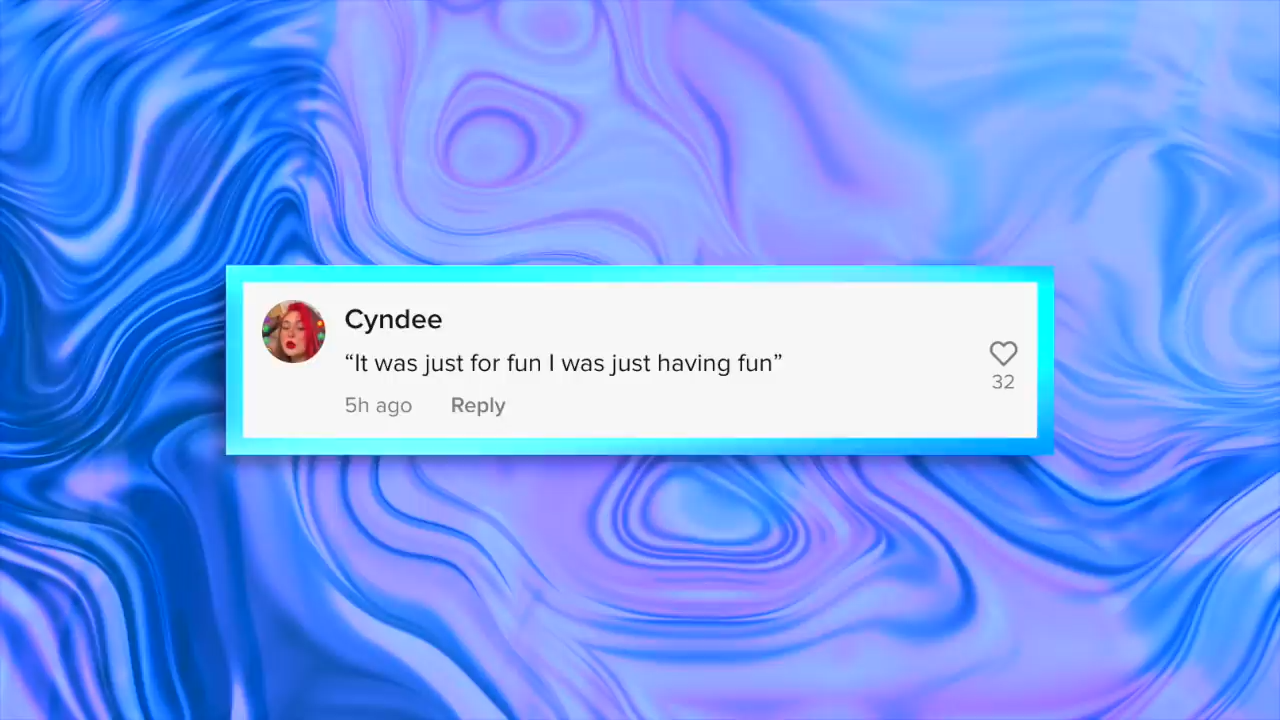 Cyndee
“It was just for fun I was just having fun”
5h ago Reply
32